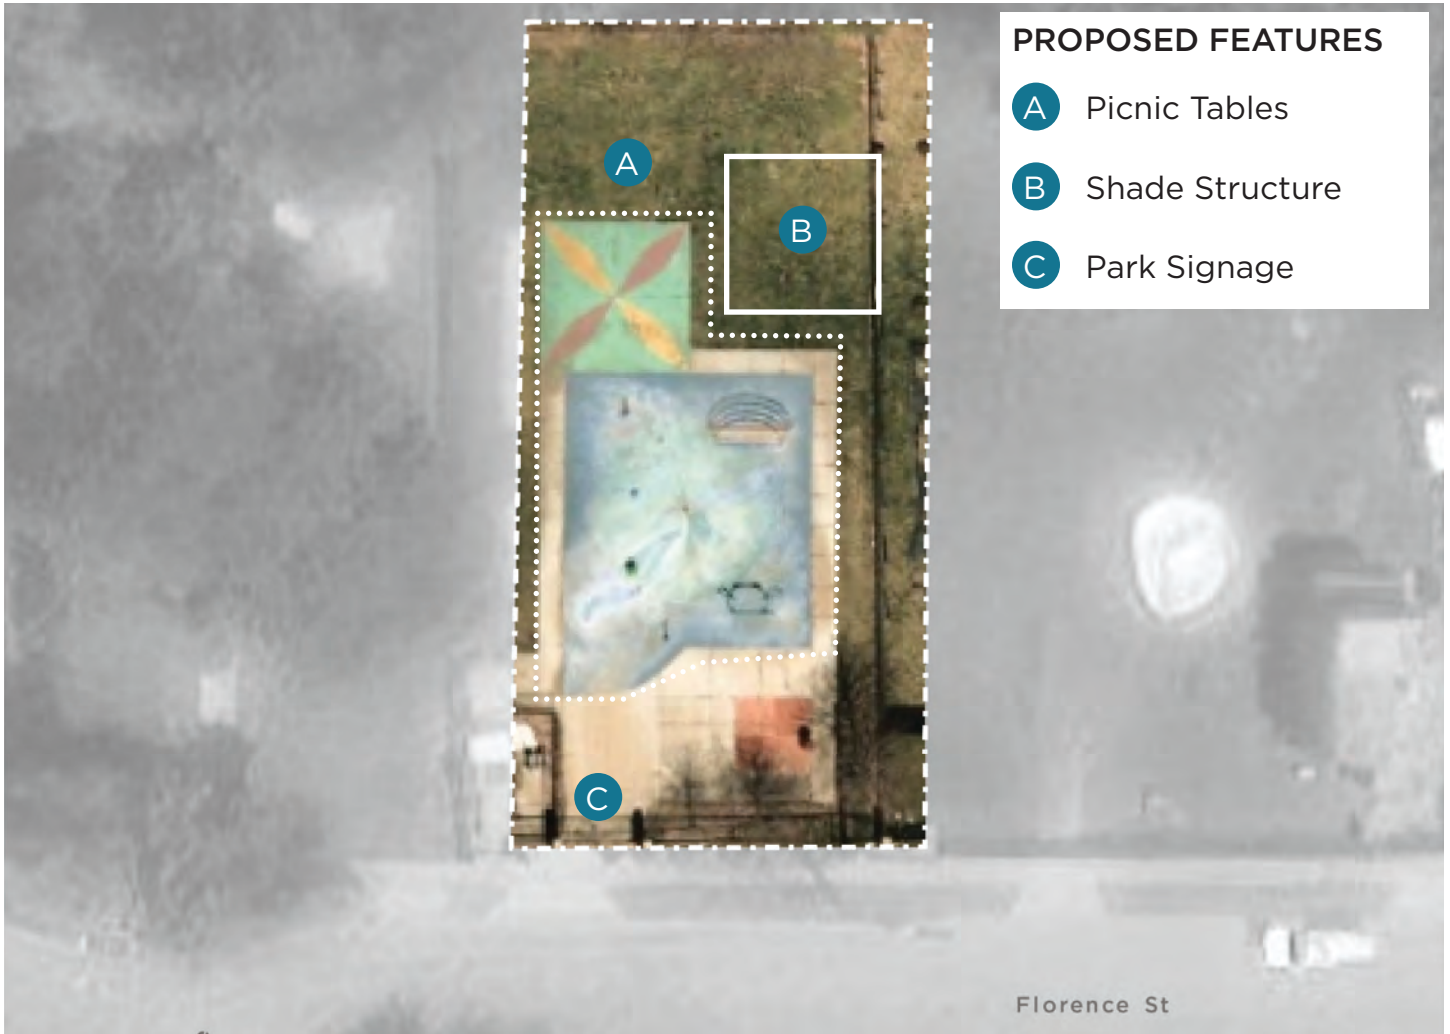 PROPOSED FEATURES
A Picnic Tables
B Shade Structure
C Park Signage
A
B
C
Florence St